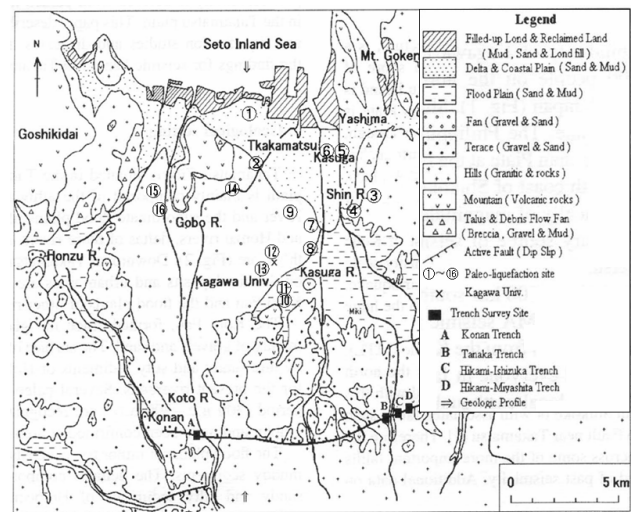 N
Seto Inland Sea
⇩
Mt. Goken
Goshikidai
Yashima
①
Tkakamatsu
②
⑥ ⑤
Kasuga
⑮
⑭
Shin R.
③
⑯
⑨
④
Gobo R.
⑦
⑫
⑧
Honzu R.
⑬
×
Kagawa Univ.
Kasuga R.
⑪
⑩
Miki
Koto R
Konan
A
B
C
D
⇧
Legend
Filled-up Lond & Reclaimed Land
( Mud , Sand & Lond fill )
Delta & Coastal Plain ( Sand & Mud )
Flood Plain ( Sand & Mud )
Fan ( Gravel & Sand )
Terace ( Gravel & Sand )
Hills ( Granitic & rocks )
Mountain ( Volcanic rocks )
Talus & Debris Flow Fan
( Breccia , Gravel & Mud )
Active Fault ( Dip Slip )
①~⑯ Paleo-liquefaction site
× Kagawa Univ.
■ Trench Survey Site
A Konan Trench
B Tanaka Trench
C Hikami-Ishimka Trench
D Hikami-Miyashita Trech
⇒ Geologic Profile
0 5 km